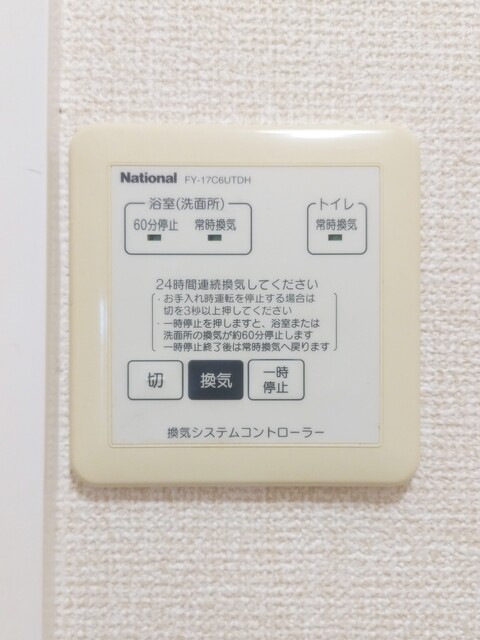 National FY-17C6UTDH
浴室(洗面所)
トイレ
60分停止 常時換気
常時換気
24時間連続換気してください
・お手入れ時運転を停止する場合は
切を3秒以上押してください
・一時停止を押しますと、浴室または
洗面所の換気が約60分停止します
一時停止終了後は常時換気へ戻ります
切
換気
一時
停止
換気システムコントローラー